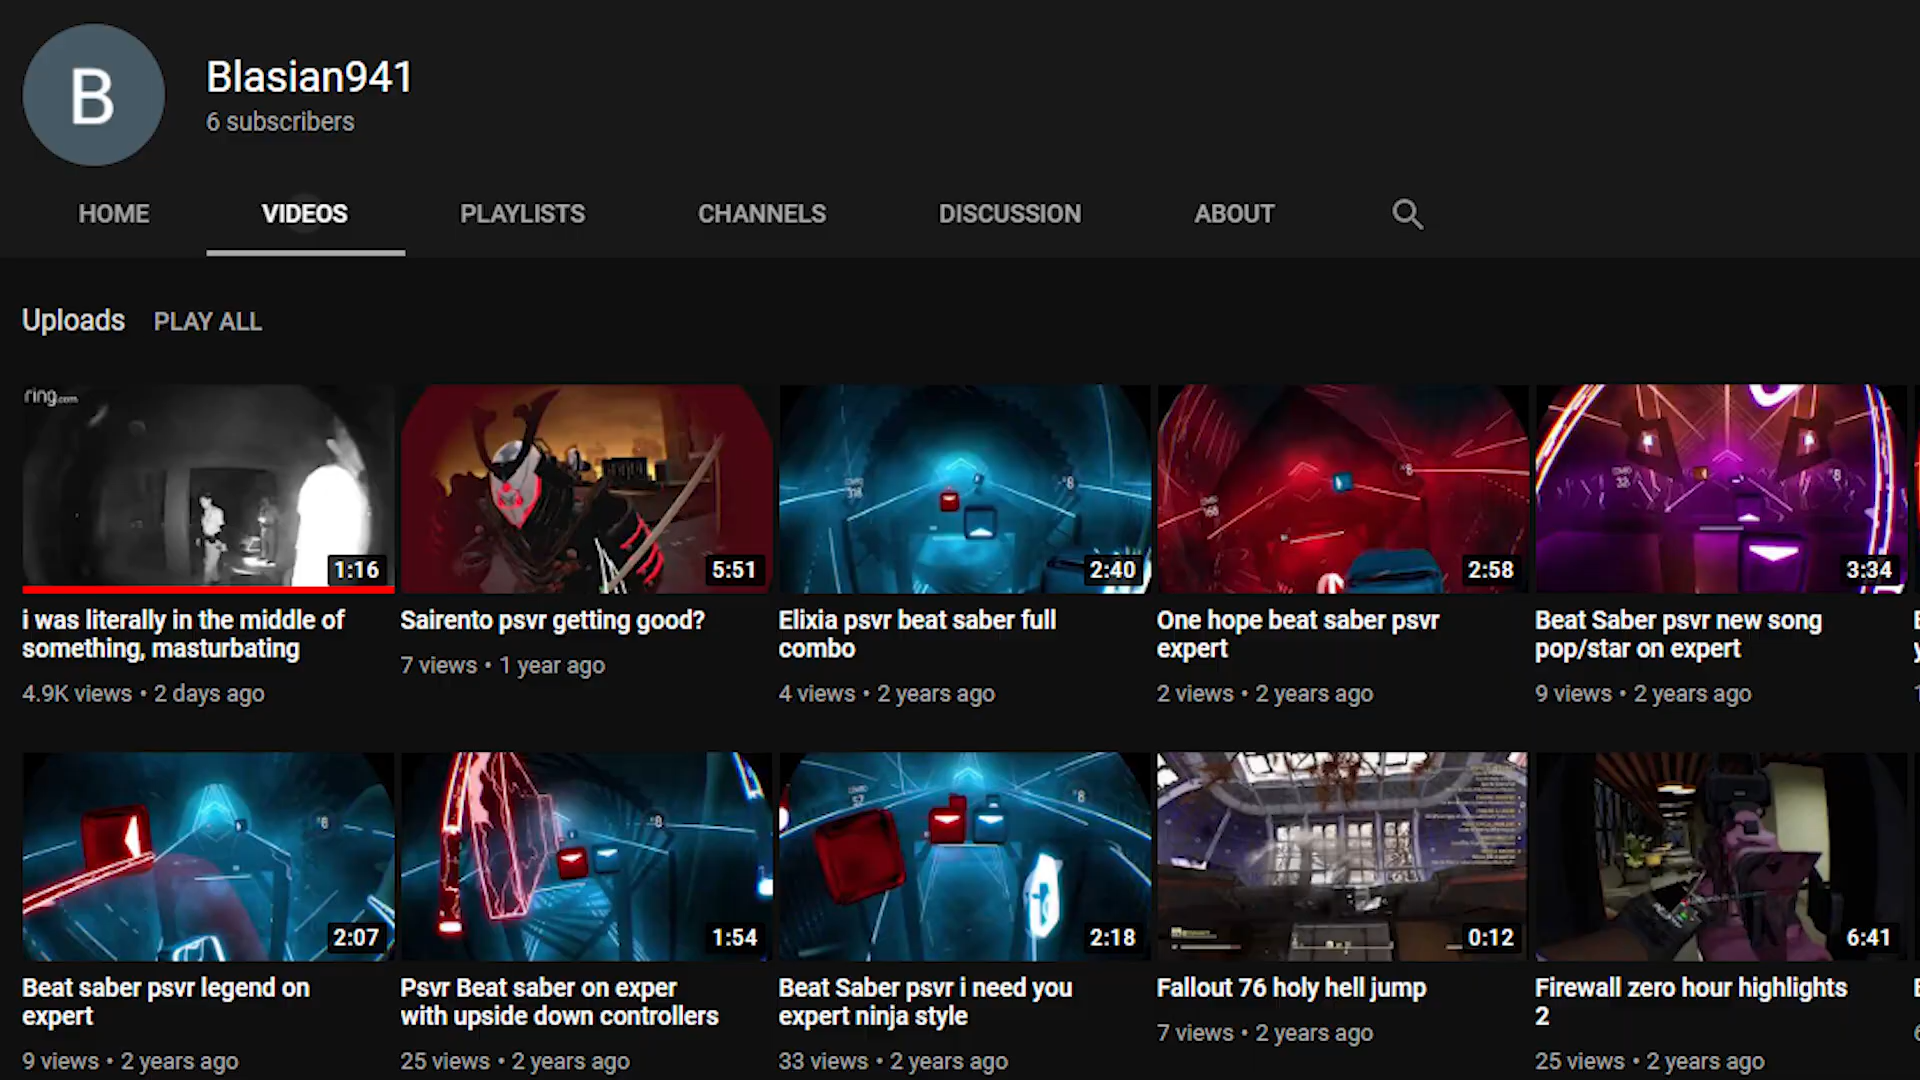 B
Blasian941
6 subscribers
HOME VIDEOS PLAYLISTS CHANNELS DISCUSSION ABOUT
Uploads PLAY ALL
ring.com
1:16
5:51
2:40
2:58
3:34
i was literally in the middle of
something, masturbating
4.9K views • 2 days ago
Sairento psvr getting good?
7 views • 1 year ago
Elixia psvr beat saber full
combo
4 views • 2 years ago
One hope beat saber psvr
expert
2 views • 2 years ago
Beat Saber psvr new song
pop/star on expert
9 views • 2 years ago
2:07
1:54
2:18
0:12
6:41
Beat saber psvr legend on
expert
9 views • 2 years ago
Psvr Beat saber on exper
with upside down controllers
25 views • 2 years ago
Beat Saber psvr i need you
expert ninja style
33 views • 2 years ago
Fallout 76 holy hell jump
7 views • 2 years ago
Firewall zero hour highlights
2
25 views • 2 years ago